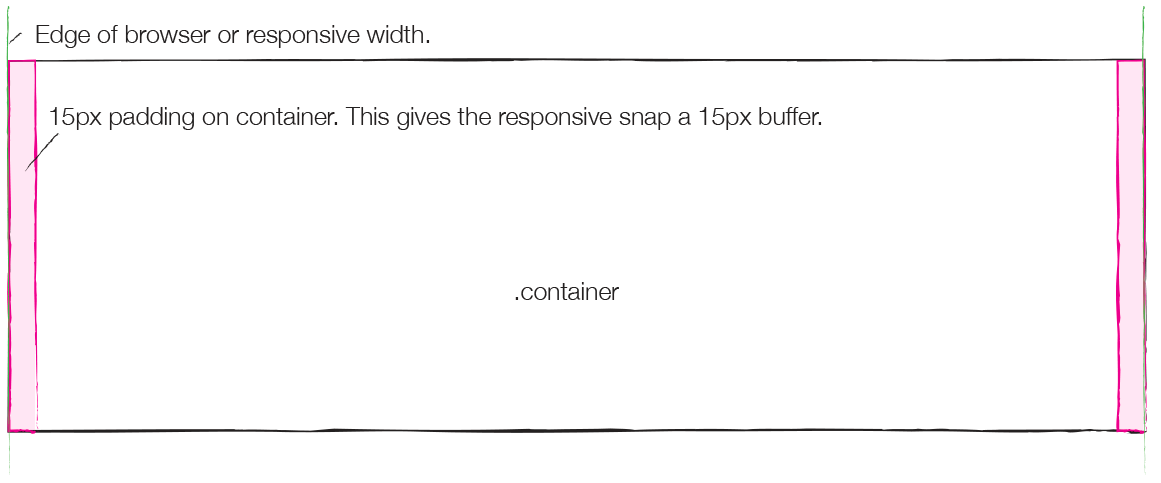 Edge of browser or responsive width.
15px padding on container. This gives the responsive snap a 15px buffer.
.container